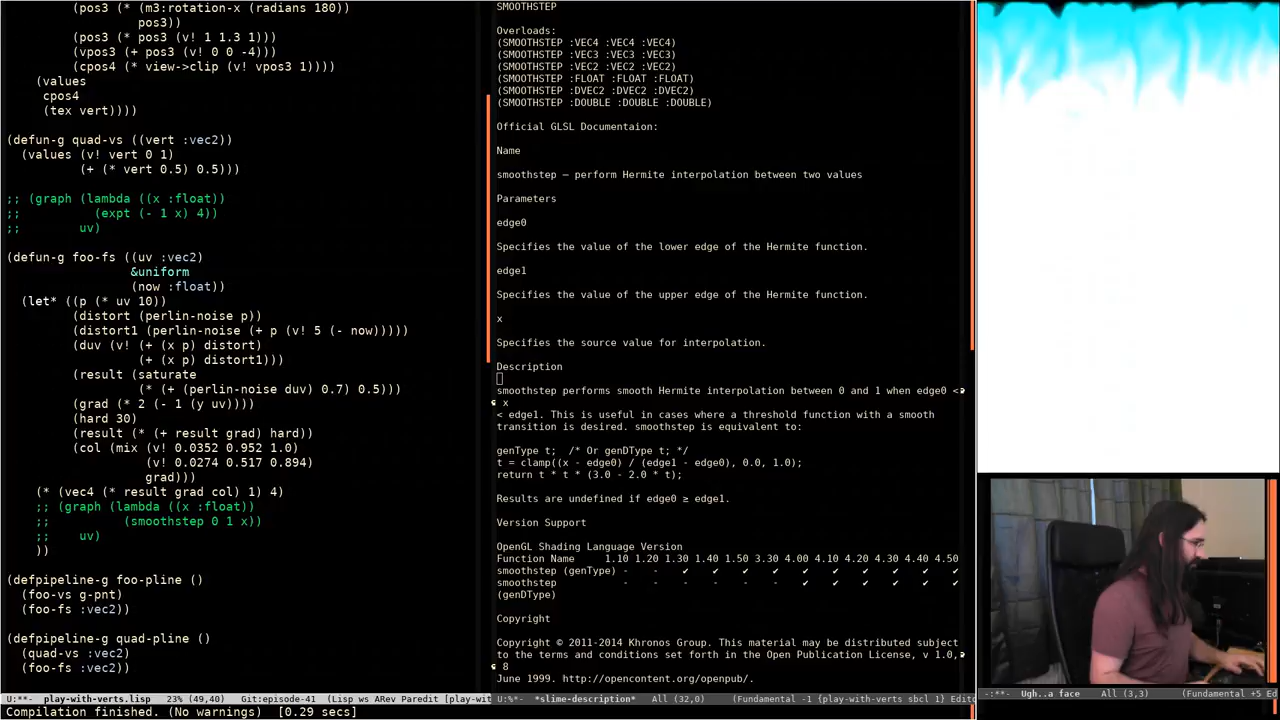 (pos3 (* (m3:rotation-x (radians 180))
pos3))
(pos3 (* pos3 (v! 1 1.3 1)))
(vpos3 (+ pos3 (v! 0 0 -4)))
(cpos4 (* view->clip (v! vpos3 1))))
(values
cpos4
(tex vert))))
(defun-g quad-vs ((vert :vec2))
(values (v! vert 0 1)
(+ (* vert 0.5) 0.5)))
;; (graph (lambda ((x :float))
;;          (expt (- 1 x) 4))
;;        uv)
(defun-g foo-fs ((uv :vec2)
&uniform
(now :float))
(let* ((p (* uv 10))
(distort (perlin-noise p))
(distort1 (perlin-noise (+ p (v! 5 (- now)))))
(duv (v! (+ (x p) distort)
(+ (x p) distort1)))
(result (saturate
(* (+ (perlin-noise duv) 0.7) 0.5)))
(grad (* 2 (- 1 (y uv))))
(hard 30)
(result (* (+ result grad) hard))
(col (mix (v! 0.0352 0.952 1.0)
(v! 0.0274 0.517 0.894)
grad)))
(* (vec4 (* result grad col) 1) 4)
;; (graph (lambda ((x :float))
;;          (smoothstep 0 1 x))
;;        uv)
))
(defpipeline-g foo-pline ()
(foo-vs g-pnt)
(foo-fs :vec2))
(defpipeline-g quad-pline ()
(quad-vs :vec2)
(foo-fs :vec2))
U:**-  play-with-verts.lisp   23% (49,40)   Git:episode-41  (Lisp ws ARev Paredit [play-wit
Compilation finished. (No warnings)  [0.29 secs]
SMOOTHSTEP
Overloads:
(SMOOTHSTEP :VEC4 :VEC4 :VEC4)
(SMOOTHSTEP :VEC3 :VEC3 :VEC3)
(SMOOTHSTEP :VEC2 :VEC2 :VEC2)
(SMOOTHSTEP :FLOAT :FLOAT :FLOAT)
(SMOOTHSTEP :DVEC2 :DVEC2 :DVEC2)
(SMOOTHSTEP :DOUBLE :DOUBLE :DOUBLE)
Official GLSL Documentaion:
Name
smoothstep — perform Hermite interpolation between two values
Parameters
edge0
Specifies the value of the lower edge of the Hermite function.
edge1
Specifies the value of the upper edge of the Hermite function.
x
Specifies the source value for interpolation.
Description
smoothstep performs smooth Hermite interpolation between 0 and 1 when edge0 <
x
< edge1. This is useful in cases where a threshold function with a smooth
transition is desired. smoothstep is equivalent to:
genType t;  /* Or genDType t; */
t = clamp((x - edge0) / (edge1 - edge0), 0.0, 1.0);
return t * t * (3.0 - 2.0 * t);
Results are undefined if edge0 ≥ edge1.
Version Support
OpenGL Shading Language Version
Function Name    1.10 1.20 1.30 1.40 1.50 3.30 4.00 4.10 4.20 4.30 4.40 4.50
smoothstep (genType) -    -    ✔    ✔    ✔    ✔    ✔    ✔    ✔    ✔    ✔    ✔
smoothstep           -    -    -    -    -    -    ✔    ✔    ✔    ✔    ✔    ✔
(genDType)
Copyright
Copyright © 2011-2014 Khronos Group. This material may be distributed subject
to the terms and conditions set forth in the Open Publication License, v 1.0,
8
June 1999. http://opencontent.org/openpub/.
U:%*-  *slime-description*   All (32,0)    (Fundamental -1 {play-with-verts sbcl 1} Edito
-:**-  Ugh..a face    All (3,3)     (Fundamental +5 Ed